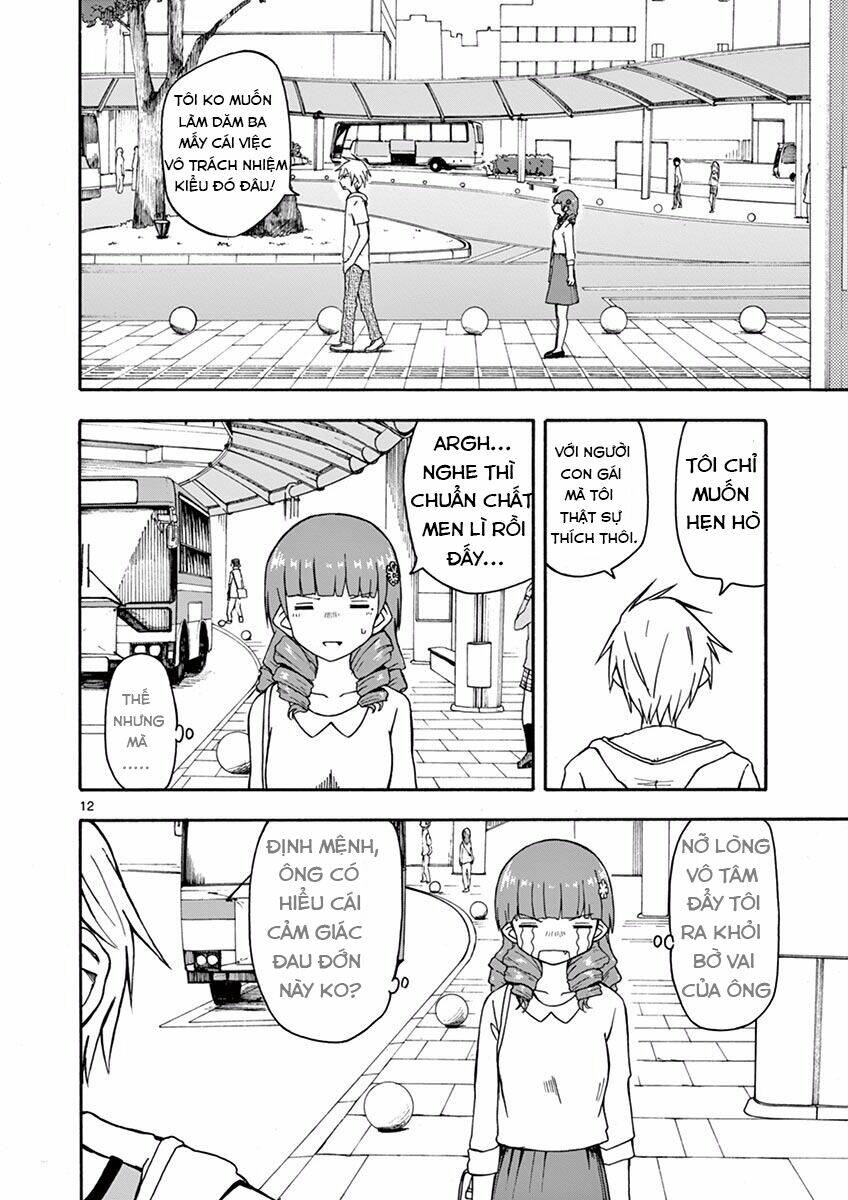 TÔI KO MUỐN
LÀM DĂM BA
MẤY CÁI VIỆC
VÔ TRÁCH NHIỆM
KIỂU ĐÓ ĐÂU!
TÔI CHỈ
MUỐN
HẸN HÒ
VỚI NGƯỜI
CON GÁI
MÀ TÔI
THẬT SỰ
THÍCH THÔI.
ARGH...
NGHE THÌ
CHUẨN CHẤT
MEN LÌ RỒI
ĐẤY...
THẾ
NHƯNG
MÀ
.....
12
NỠ LÒNG
VÔ TÂM
ĐẨY TÔI
RA KHỎI
BỜ VAI
CỦA ÔNG
ĐỊNH MỆNH,
ÔNG CÓ
HIỂU CÁI
CẢM GIÁC
ĐAU ĐỚN
NÀY KO?